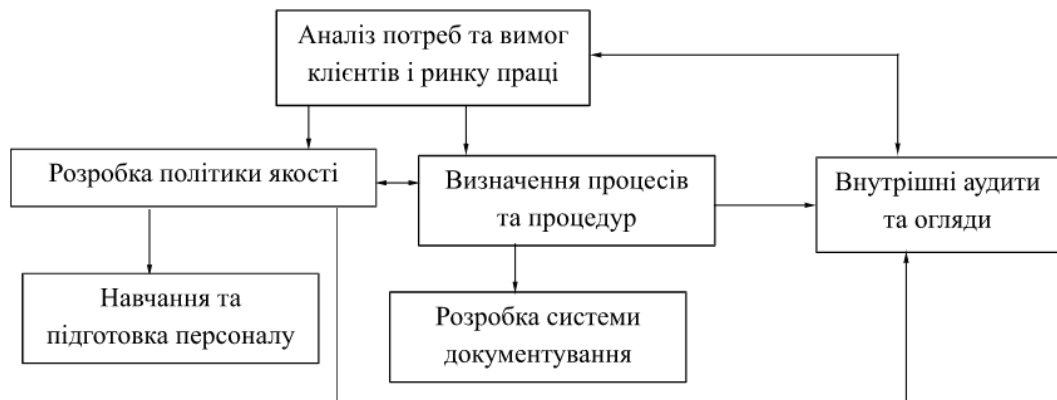 Аналіз потреб та вимог
клієнтів і ринку праці
Розробка політики якості
Визначення процесів
та процедур
Внутрішні аудити
та огляди
Навчання та
підготовка персоналу
Розробка системи
документування